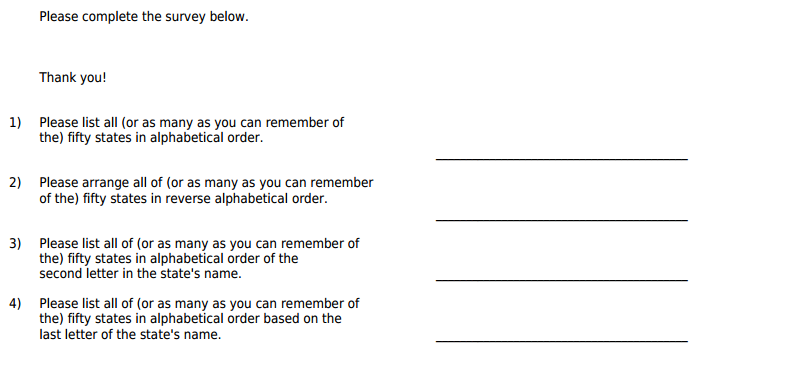 Please complete the survey below.
Thank you!
1) Please list all (or as many as you can remember of
the) fifty states in alphabetical order.
2) Please arrange all of (or as many as you can remember
of the) fifty states in reverse alphabetical order.
3) Please list all of (or as many as you can remember of
the) fifty states in alphabetical order of the
second letter in the state's name.
4) Please list all of (or as many as you can remember of
the) fifty states in alphabetical order based on the
last letter of the state's name.